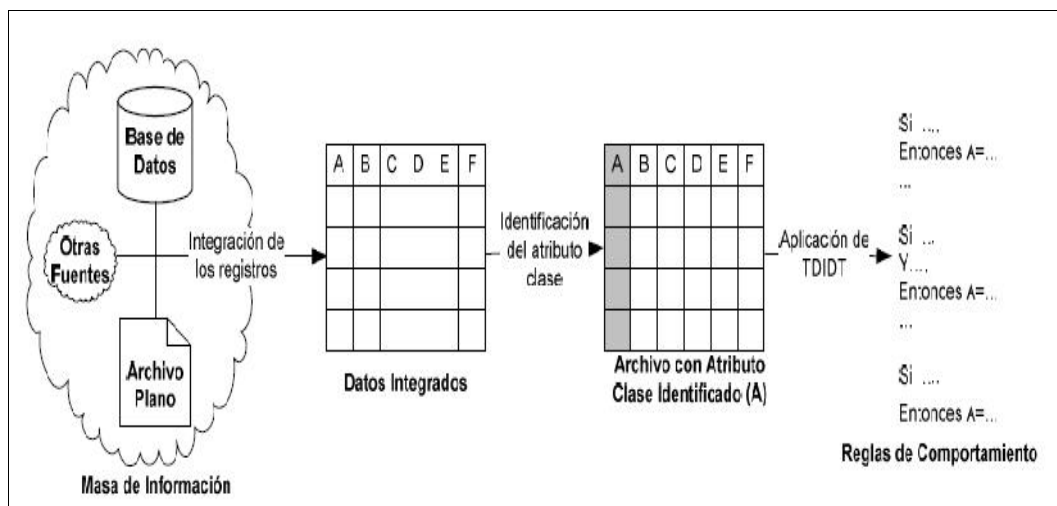 Base de
Datos
Otras
Fuentes
Archivo
Plano
Masa de Información
Integración de
los registros
A B C D E F
Datos Integrados
Identificación
del atributo
clase
A B C D E F
Archivo con Atributo
Clase Identificado (A)
Aplicación de
TDIDT
Si ....,
Entonces A=...
...
Si ....
Y....,
Entonces A=...
...
Si ....,
Entonces A=...
Reglas de Comportamiento